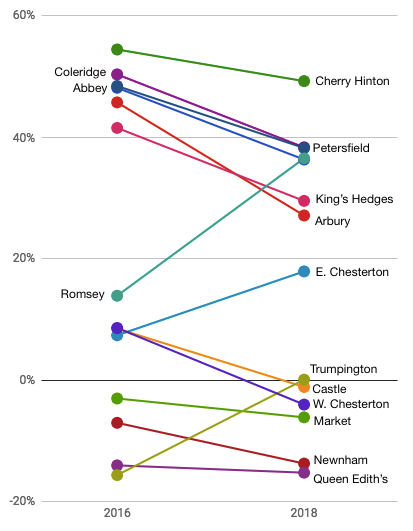 60%
Coleridge
Abbey
Cherry Hinton
40%
Petersfield
King's Hedges
Arbury
20%
E. Chesterton
Romsey
Trumpington
0%
Castle
W. Chesterton
Market
Newnham
Queen Edith's
-20%
2016 2018